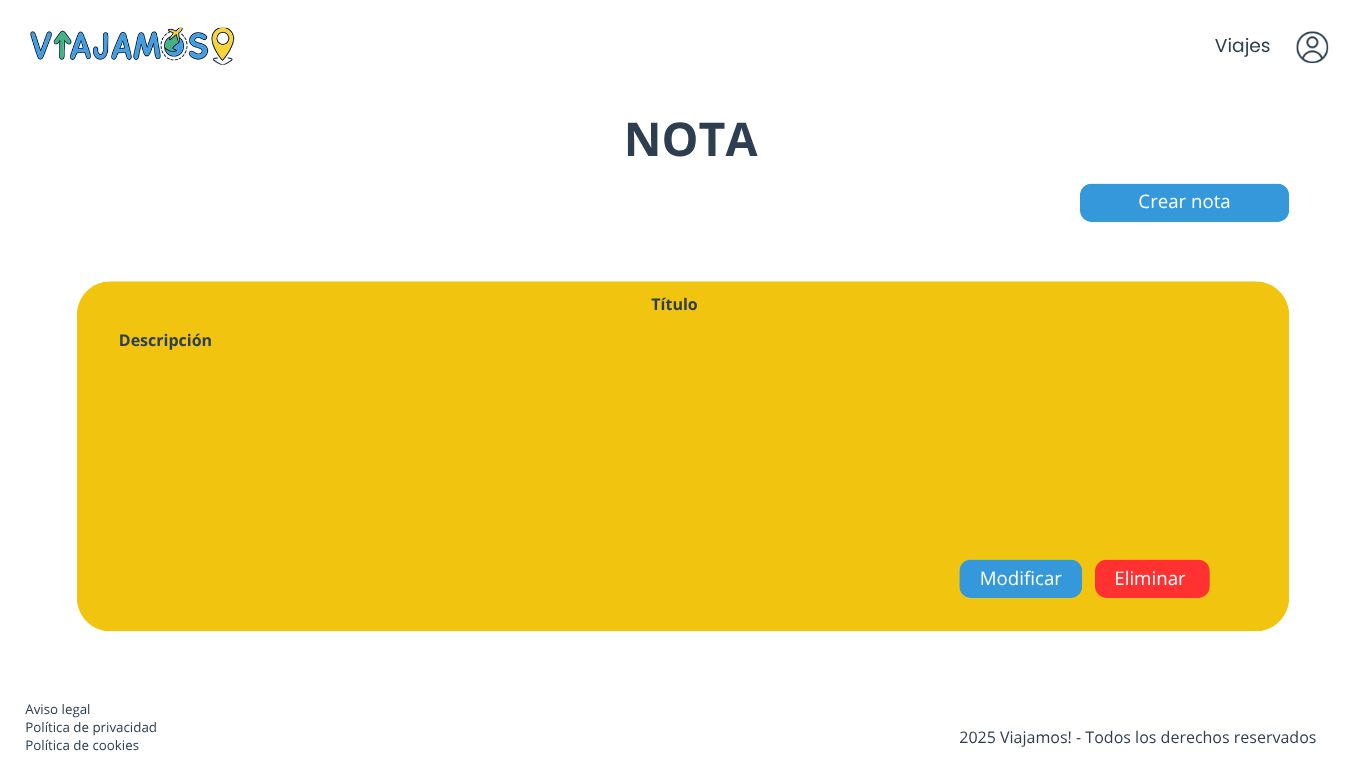 VIAJAMOS!
Viajes
NOTA
Crear nota
Título
Descripción
Modificar
Eliminar
Aviso legal
Política de privacidad
Política de cookies
2025 Viajamos! - Todos los derechos reservados